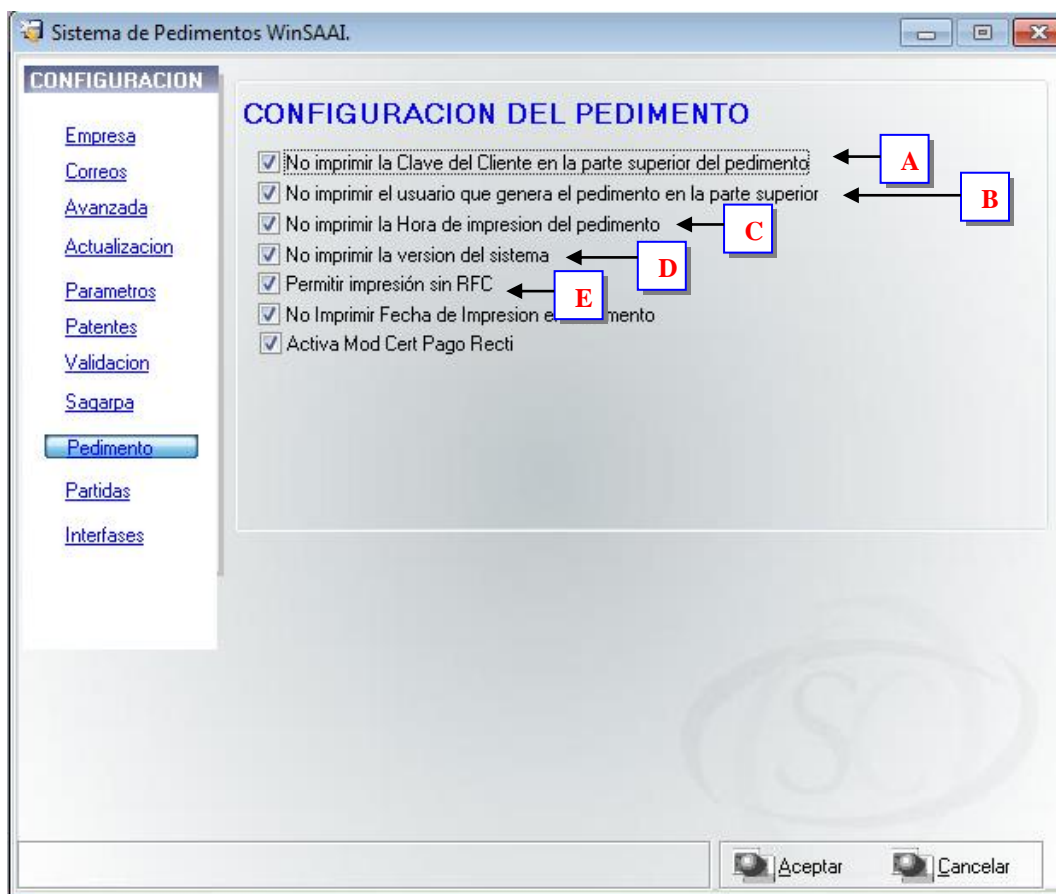 Sistema de Pedimentos WinSAAI.
CONFIGURACION
Empresa
Correos
Avanzada
Actualizacion
Parametros
Patentes
Validacion
Sagarpa
Pedimento
Partidas
Interfases
CONFIGURACION DEL PEDIMENTO
No imprimir la Clave del Cliente en la parte superior del pedimento
A
No imprimir el usuario que genera el pedimento en la parte superior
B
No imprimir la Hora de impresion del pedimento
C
No imprimir la version del sistema
D
Permitir impresión sin RFC
E
No Imprimir Fecha de Impresion mento
Activa Mod Cert Pago Recti
SC
Aceptar
Cancelar